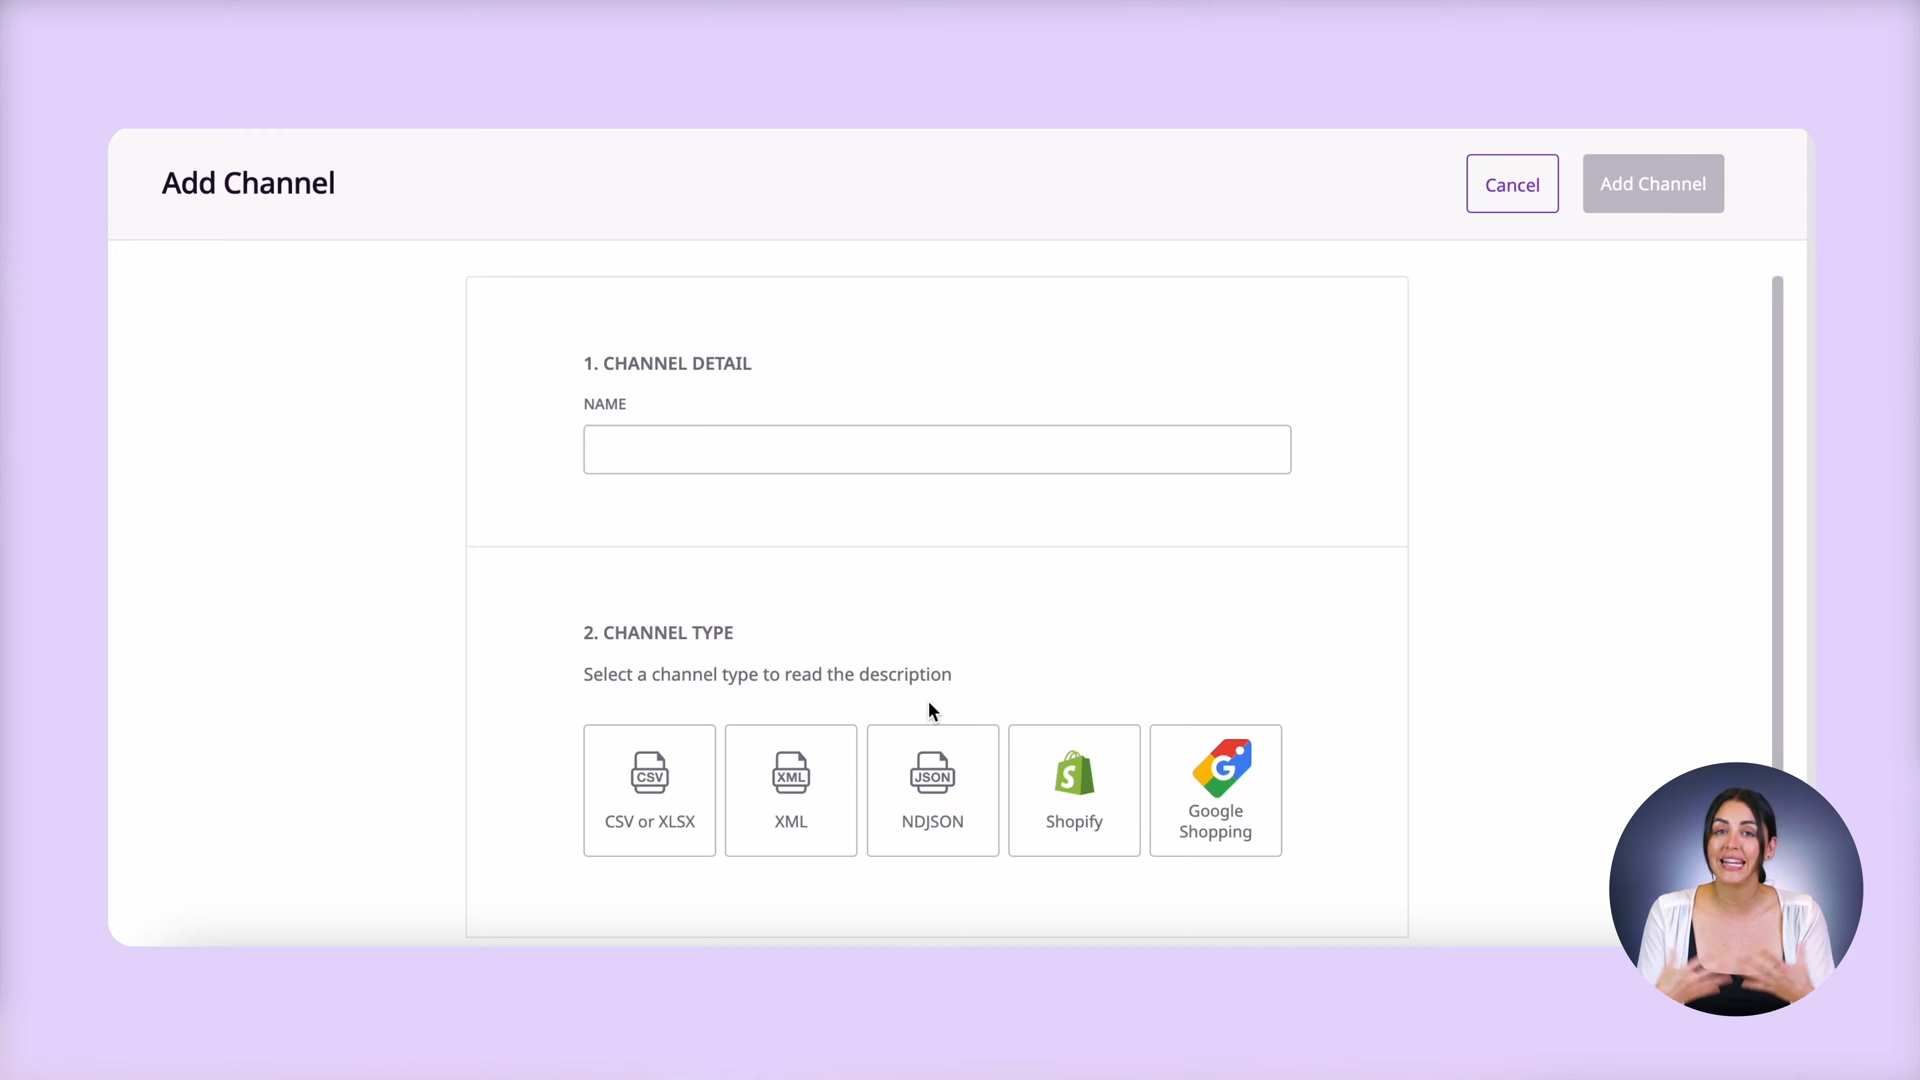 Add Channel
Cancel
Add Channel
1. CHANNEL DETAIL
NAME
2. CHANNEL TYPE
Select a channel type to read the description
CSV
XML
JSON
S
G
CSV or XLSX
XML
NDJSON
Shopify
Google
Shopping